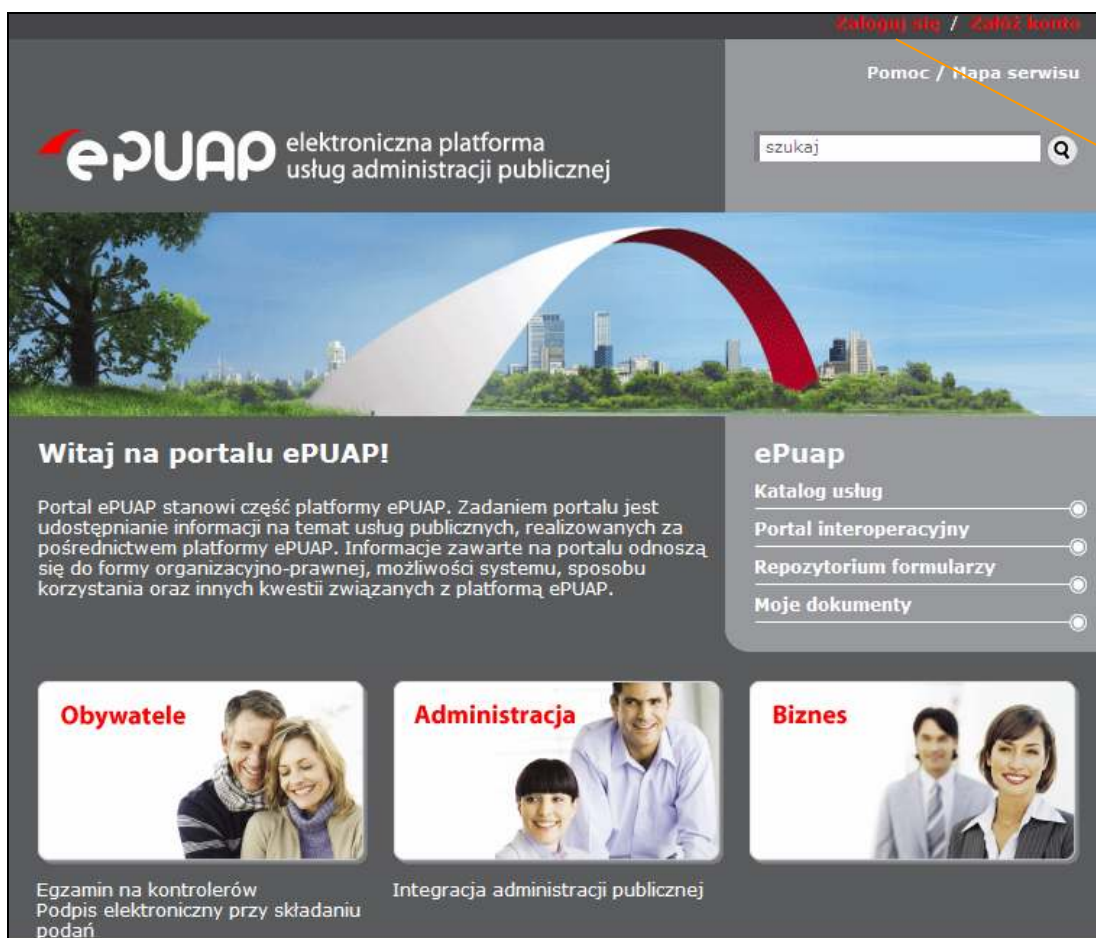 Zaloguj się / Załóż konto
Pomoc / Mapa serwisu
ePUAP
elektroniczna platforma
usług administracji publicznej
szukaj
Witaj na portalu ePUAP!
Portal ePUAP stanowi część platformy ePUAP. Zadaniem portalu jest
udostępnianie informacji na temat usług publicznych, realizowanych za
pośrednictwem platformy ePUAP. Informacje zawarte na portalu odnoszą
się do formy organizacyjno-prawnej, możliwości systemu, sposobu
korzystania oraz innych kwestii związanych z platformą ePUAP.
ePuap
Katalog usług
Portal interoperacyjny
Repozytorium formularzy
Moje dokumenty
Obywatele
Administracja
Biznes
Egzamin na kontrolerów
Podpis elektroniczny przy składaniu
podań
Integracja administracji publicznej